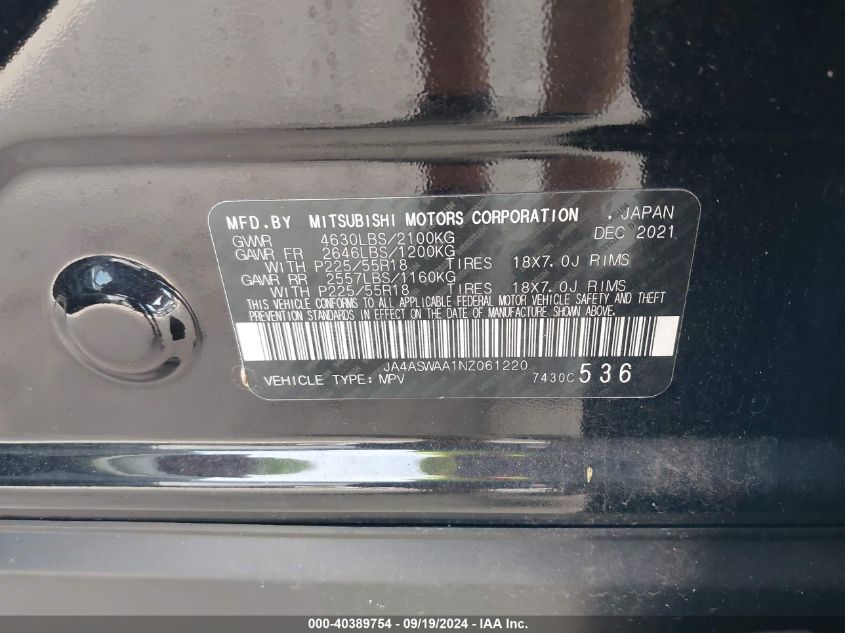 MFD.BY MITSUBISHI MOTORS CORPORATION , JAPAN
GVWR 4630LBS/2100KG DEC 2021
GAWR FR 2646LBS/1200KG
WITH P225/55R18 TIRES 18X7.0J RIMS
GAWR RR 2557LBS/1160KG
WITH P225/55R18 TIRES 18X7.0J RIMS
THIS VEHICLE CONFORMS TO ALL APPLICABLE FEDERAL MOTOR VEHICLE SAFETY AND THEFT
PREVENTION STANDARDS IN EFFECT ON THE DATE OF MANUFACTURE SHOWN ABOVE.
JA4ASWAA1NZ061220
VEHICLE TYPE: MPV 7430C 536
000-40389754 - 09/19/2024 - IAA Inc.